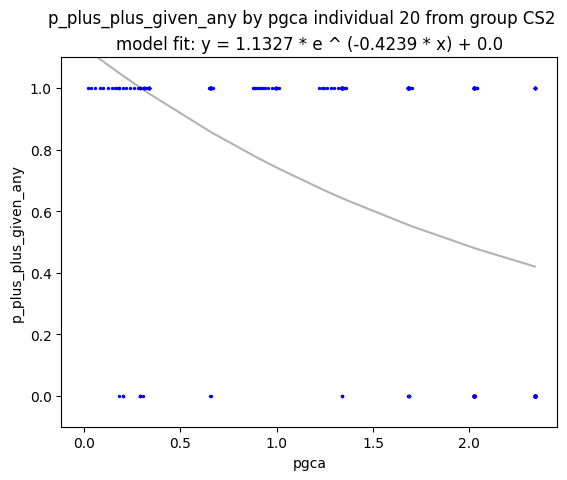 p_plus_plus_given_any by pgca individual 20 from group CS2
model fit: y = 1.1327 * e ^ (-0.4239 * x) + 0.0
1.0
0.8
0.6
0.4
0.2
0.0
p_plus_plus_given_any
0.0 0.5 1.0 1.5 2.0
pgca